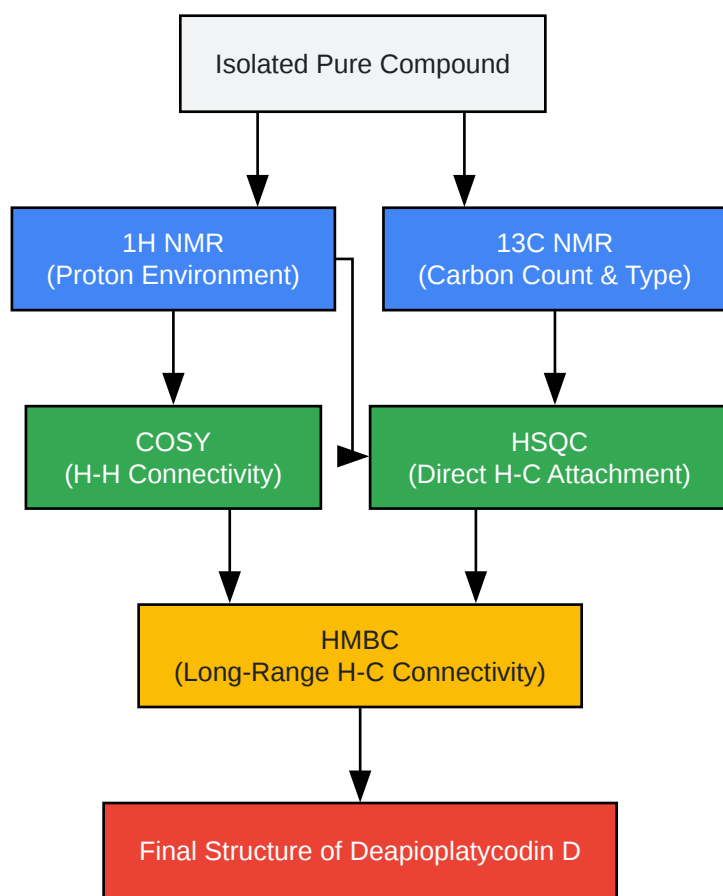 Isolated Pure Compound
1H NMR
(Proton Environment)
13C NMR
(Carbon Count & Type)
COSY
(H-H Connectivity)
HSQC
(Direct H-C Attachment)
HMBC
(Long-Range H-C Connectivity)
Final Structure of Deapioplatycodin D